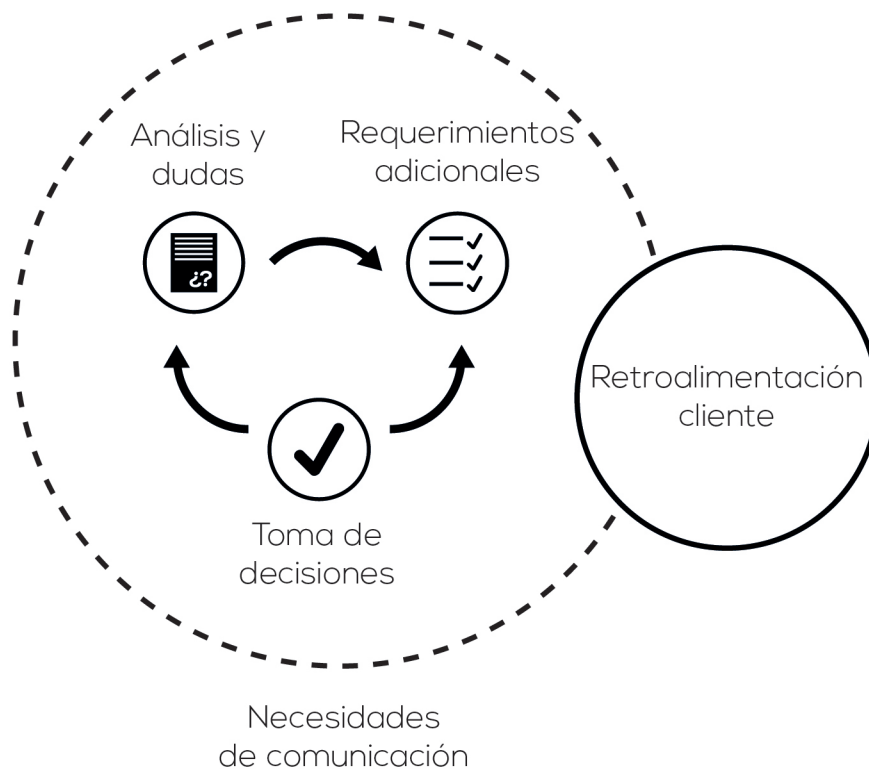 Análisis y
dudas
Requerimientos
adicionales
¿?
Retroalimentación
cliente
Toma de
decisiones
Necesidades
de comunicación